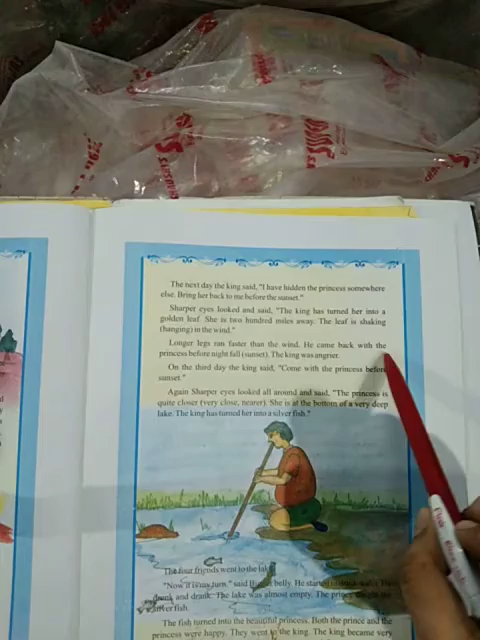 The next day the king said, "I have hidden the princess somewhere
else. Bring her back to me before the sunset."
Sharper eyes looked and said, "The king has turned her into a
golden leaf. She is two hundred miles away. The leaf is shaking
(hanging) in the wind."
Longer legs run faster than the wind. He came back with the
princess before night fall (sunset). The king was angrier.
On the third day the king said, "Come with the princess before
sunset."
Again Sharper eyes looked all around and said, "The princess is
quite closer (very close, nearer). She is at the bottom of a very deep
lake. The king has turned her into a silver fish."
The four friends went to the lake.
"Now it is my turn," said belly. He started
drank and drank. The lake was almost empty. The prince
silver fish.
The fish turned into the beautiful princess. Both the prince and the
princess were happy. They went to the king. The king became very